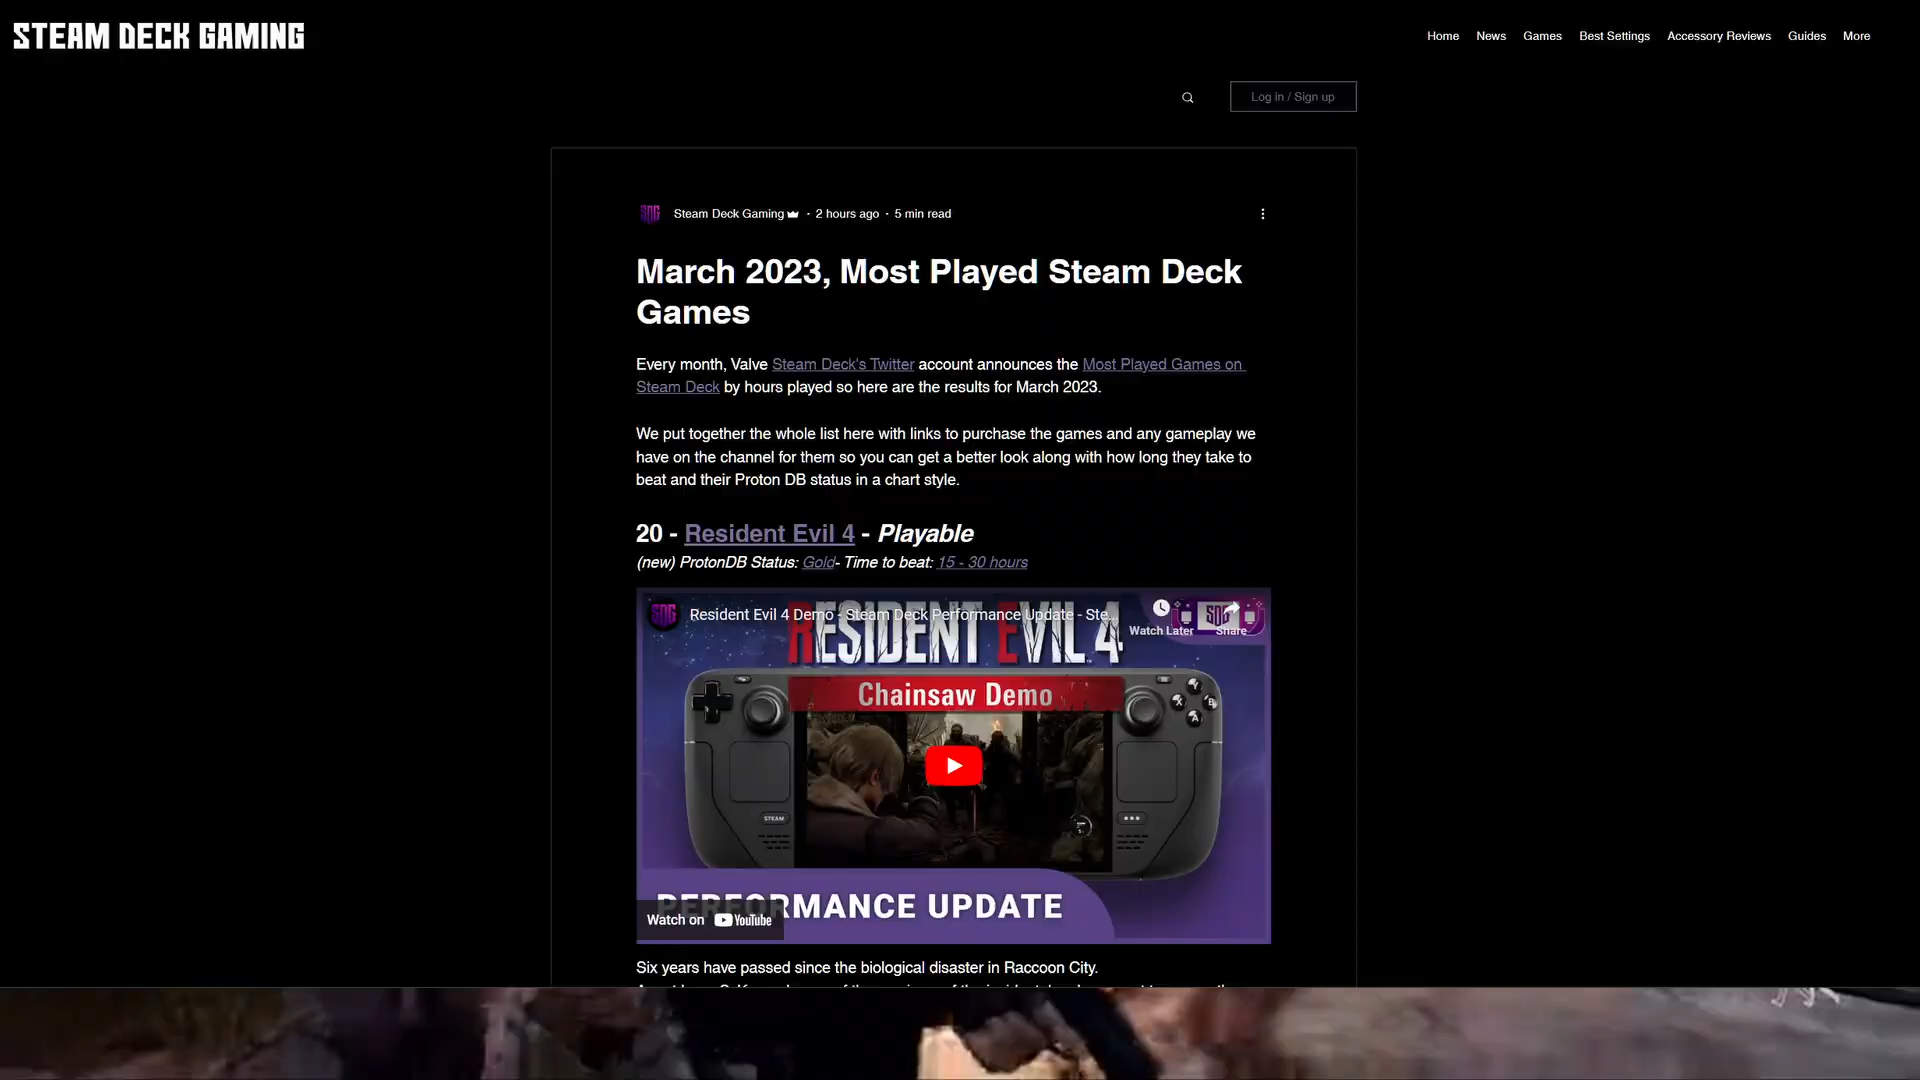 STEAM DECK GAMING
Home News Games Best Settings Accessory Reviews Guides More
Log in / Sign up
SDG Steam Deck Gaming · 2 hours ago · 5 min read
March 2023, Most Played Steam Deck
Games
Every month, Valve Steam Deck's Twitter account announces the Most Played Games on
Steam Deck by hours played so here are the results for March 2023.
We put together the whole list here with links to purchase the games and any gameplay we
have on the channel for them so you can get a better look along with how long they take to
beat and their Proton DB status in a chart style.
20 - Resident Evil 4 - Playable
(new) ProtonDB Status: Gold- Time to beat: 15 - 30 hours
SDG Resident Evil 4 Demo - Steam Deck Performance Update - Ste...
Watch Later Share
SDG
RESIDENT EVIL 4
Chainsaw Demo
Y
X B
A
STEAM
PERFORMANCE UPDATE
Watch on YouTube
Six years have passed since the biological disaster in Raccoon City.